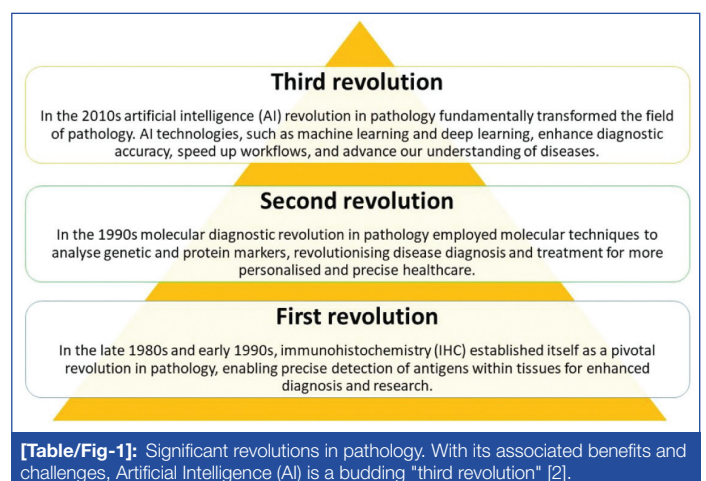 Third revolution
In the 2010s artificial intelligence (AI) revolution in pathology fundamentally transformed the field
of pathology. AI technologies, such as machine learning and deep learning, enhance diagnostic
accuracy, speed up workflows, and advance our understanding of diseases.
Second revolution
In the 1990s molecular diagnostic revolution in pathology employed molecular techniques to
analyse genetic and protein markers, revolutionising disease diagnosis and treatment for more
personalised and precise healthcare.
First revolution
In the late 1980s and early 1990s, immunohistochemistry (IHC) established itself as a pivotal
revolution in pathology, enabling precise detection of antigens within tissues for enhanced
diagnosis and research.
[Table/Fig-1]: Significant revolutions in pathology. With its associated benefits and
challenges, Artificial Intelligence (AI) is a budding "third revolution" [2].